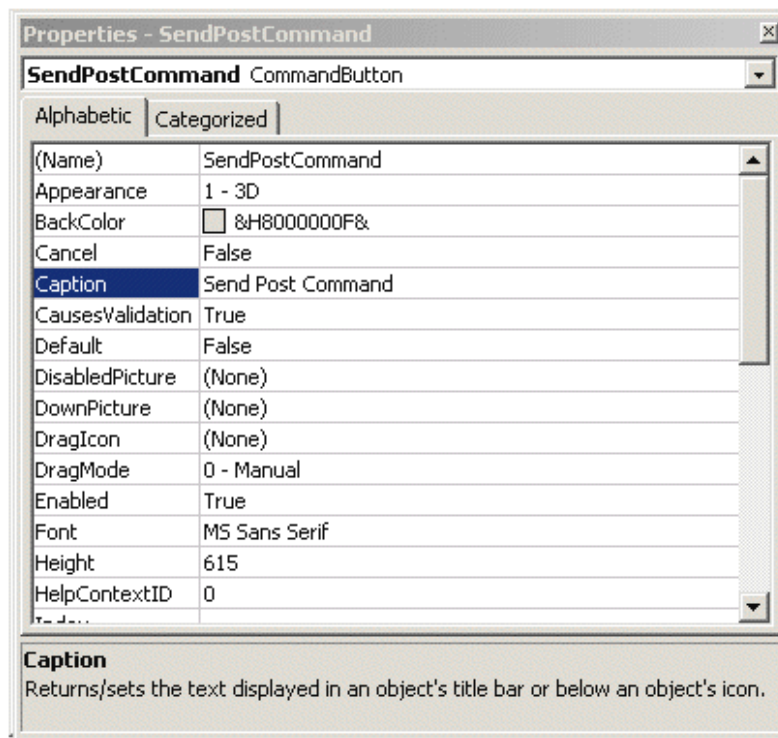 Properties - SendPostCommand
SendPostCommand CommandButton
Alphabetic Categorized
(Name) SendPostCommand
Appearance 1 - 3D
BackColor &H8000000F&
Cancel False
Caption Send Post Command
CausesValidation True
Default False
DisabledPicture (None)
DownPicture (None)
DragIcon (None)
DragMode 0 - Manual
Enabled True
Font MS Sans Serif
Height 615
HelpContextID 0
Caption
Returns/sets the text displayed in an object's title bar or below an object's icon.